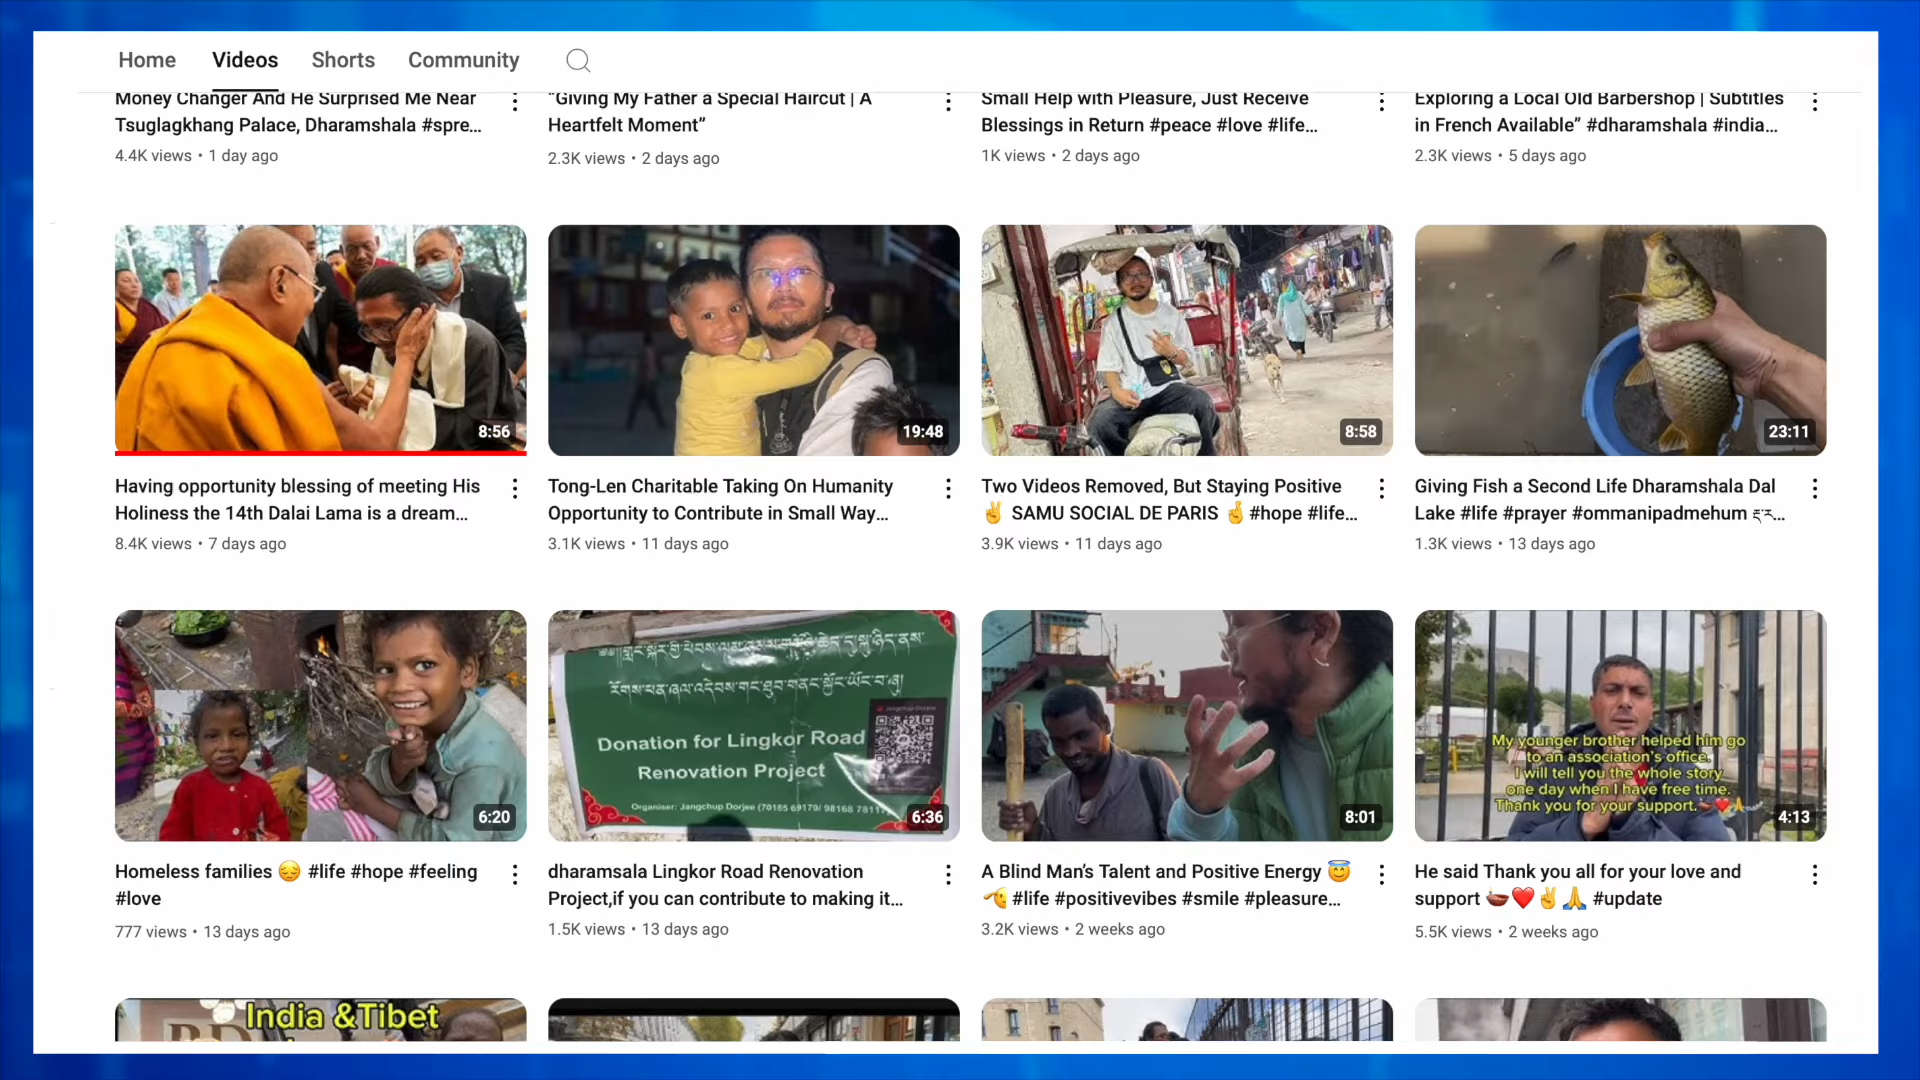 Home Videos Shorts Community
Money Changer And He Surprised Me Near
Tsuglagkhang Palace, Dharamshala #spre...
4.4K views • 1 day ago
"Giving My Father a Special Haircut | A
Heartfelt Moment"
2.3K views • 2 days ago
Small Help with Pleasure, Just Receive
Blessings in Return #peace #love #life...
1K views • 2 days ago
Exploring a Local Old Barbershop | Subtitles
in French Available" #dharamshala #india...
2.3K views • 5 days ago
8:56
Having opportunity blessing of meeting His
Holiness the 14th Dalai Lama is a dream...
8.4K views • 7 days ago
19:48
Tong-Len Charitable Taking On Humanity
Opportunity to Contribute in Small Way...
3.1K views • 11 days ago
8:58
Two Videos Removed, But Staying Positive
✌️ SAMU SOCIAL DE PARIS 🤞 #hope #life...
3.9K views • 11 days ago
23:11
Giving Fish a Second Life Dharamshala Dal
Lake #life #prayer #ommanipadmehum
1.3K views • 13 days ago
6:20
Homeless families 😔 #life #hope #feeling
#love
777 views • 13 days ago
Donation for Lingkor Road
Renovation Project
Organiser: Jangchup Dorjee (70185 69179/ 98168
Jangchup Dorjee
6:36
dharamsala Lingkor Road Renovation
Project,if you can contribute to making it...
1.5K views • 13 days ago
8:01
A Blind Man's Talent and Positive Energy 😇
🫡 #life #positivevibes #smile #pleasure...
3.2K views • 2 weeks ago
My younger brother helped him go
to an association's office.
I will tell you the whole story
one day when I have free time.
Thank you for your support.
4:13
He said Thank you all for your love and
support ❤️✌️🙏 #update
5.5K views • 2 weeks ago
India &Tibet